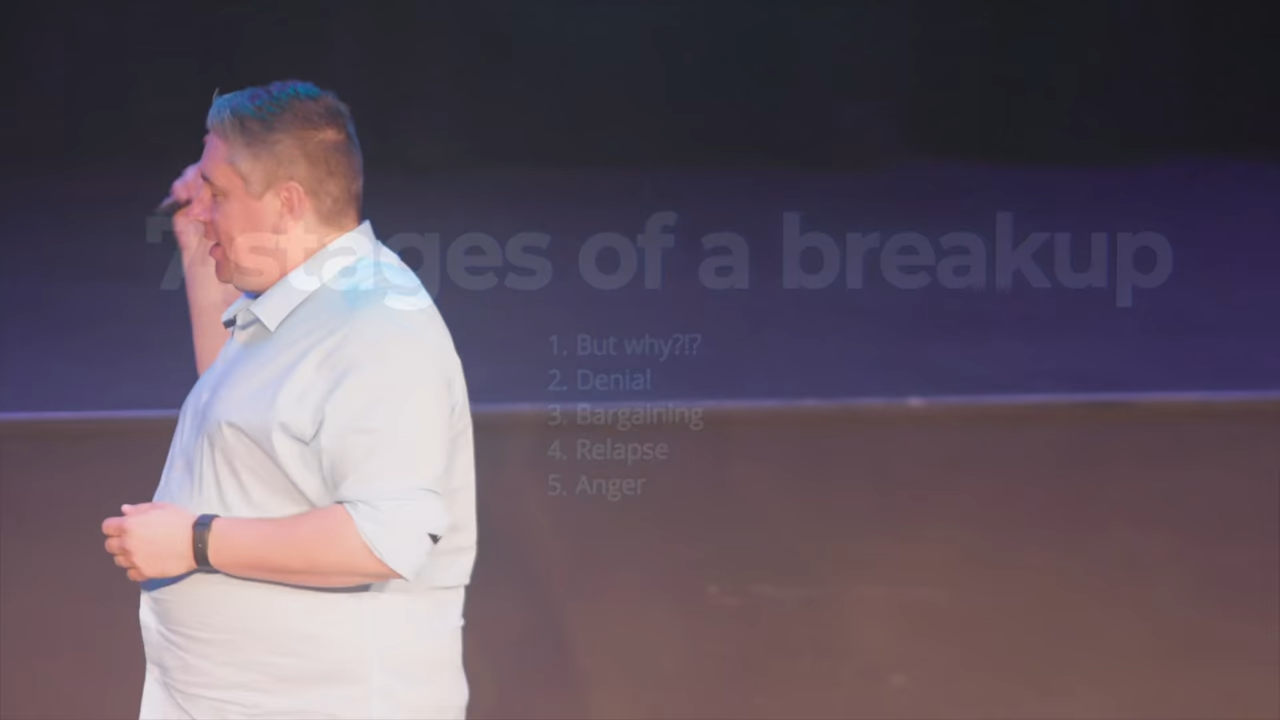 7 stages of a breakup
1. But why?!?
2. Denial
3. Bargaining
4. Relapse
5. Anger